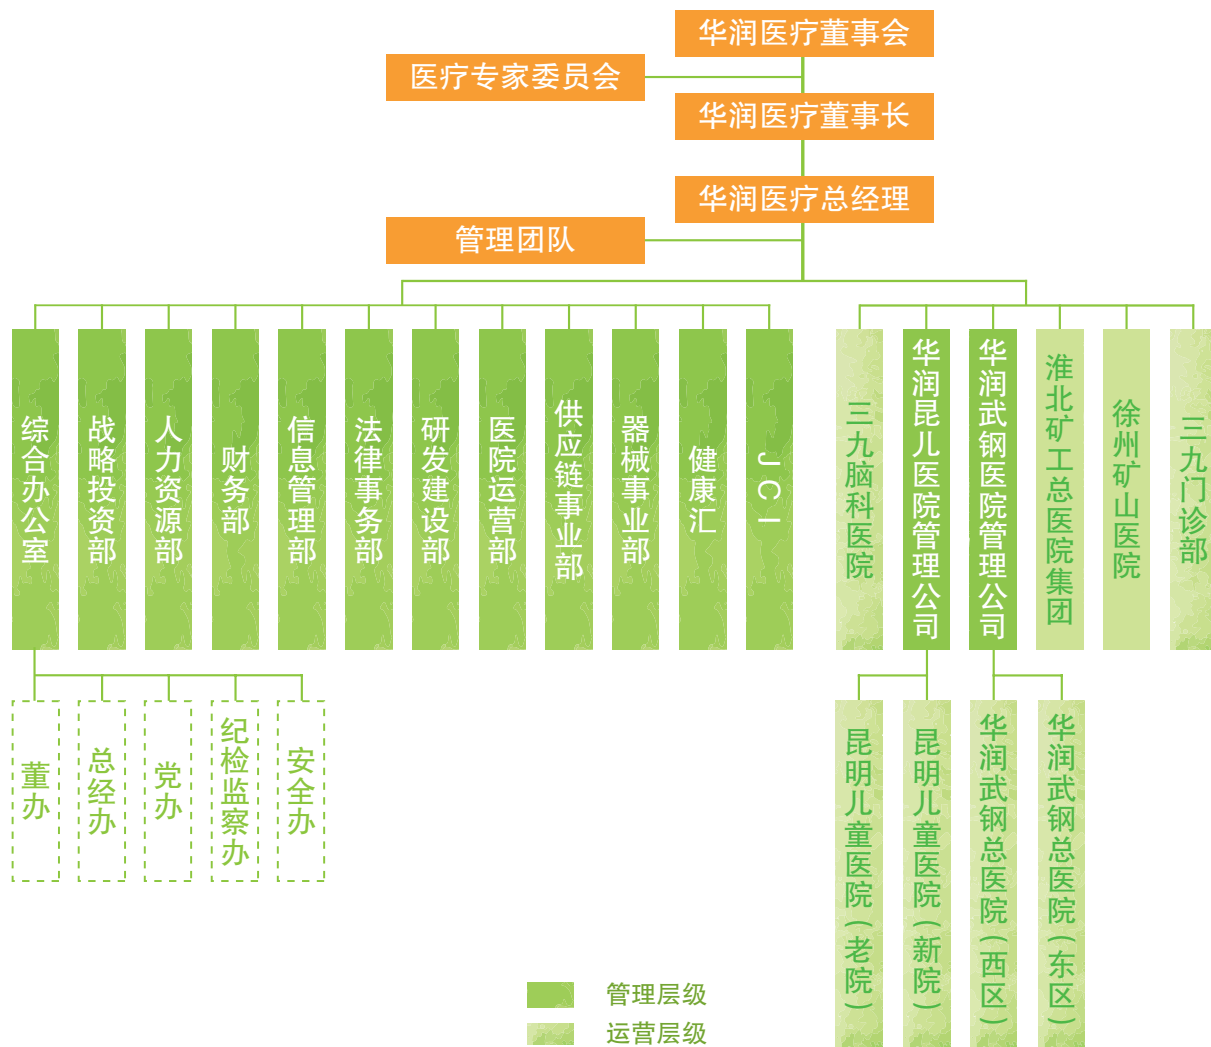 华润医疗董事会
医疗专家委员会
华润医疗董事长
华润医疗总经理
管理团队
综合办公室
战略投资部
人力资源部
财务部
信息管理部
法律事务部
研发建设部
医院运营部
供应链事业部
器械事业部
健康汇
JCI
三九脑科医院
华润昆儿医院管理公司
华润武钢医院管理公司
淮北矿工总医院集团
徐州矿山医院
三九门诊部
董办
总经办
党办
纪检监察办
安全办
昆明儿童医院(老院)
昆明儿童医院(新院)
华润武钢总医院(西区)
华润武钢总医院(东区)
管理层级
运营层级